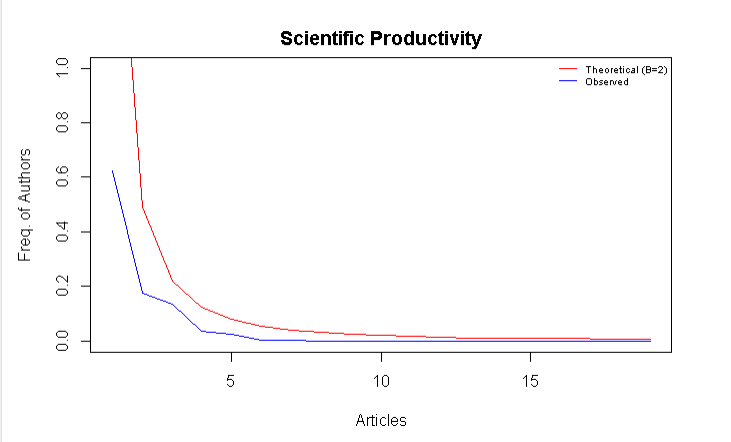 Scientific Productivity
Theoretical (B=2)
Observed
Freq. of Authors
1.0
0.8
0.6
0.4
0.2
0.0
5
10
15
Articles